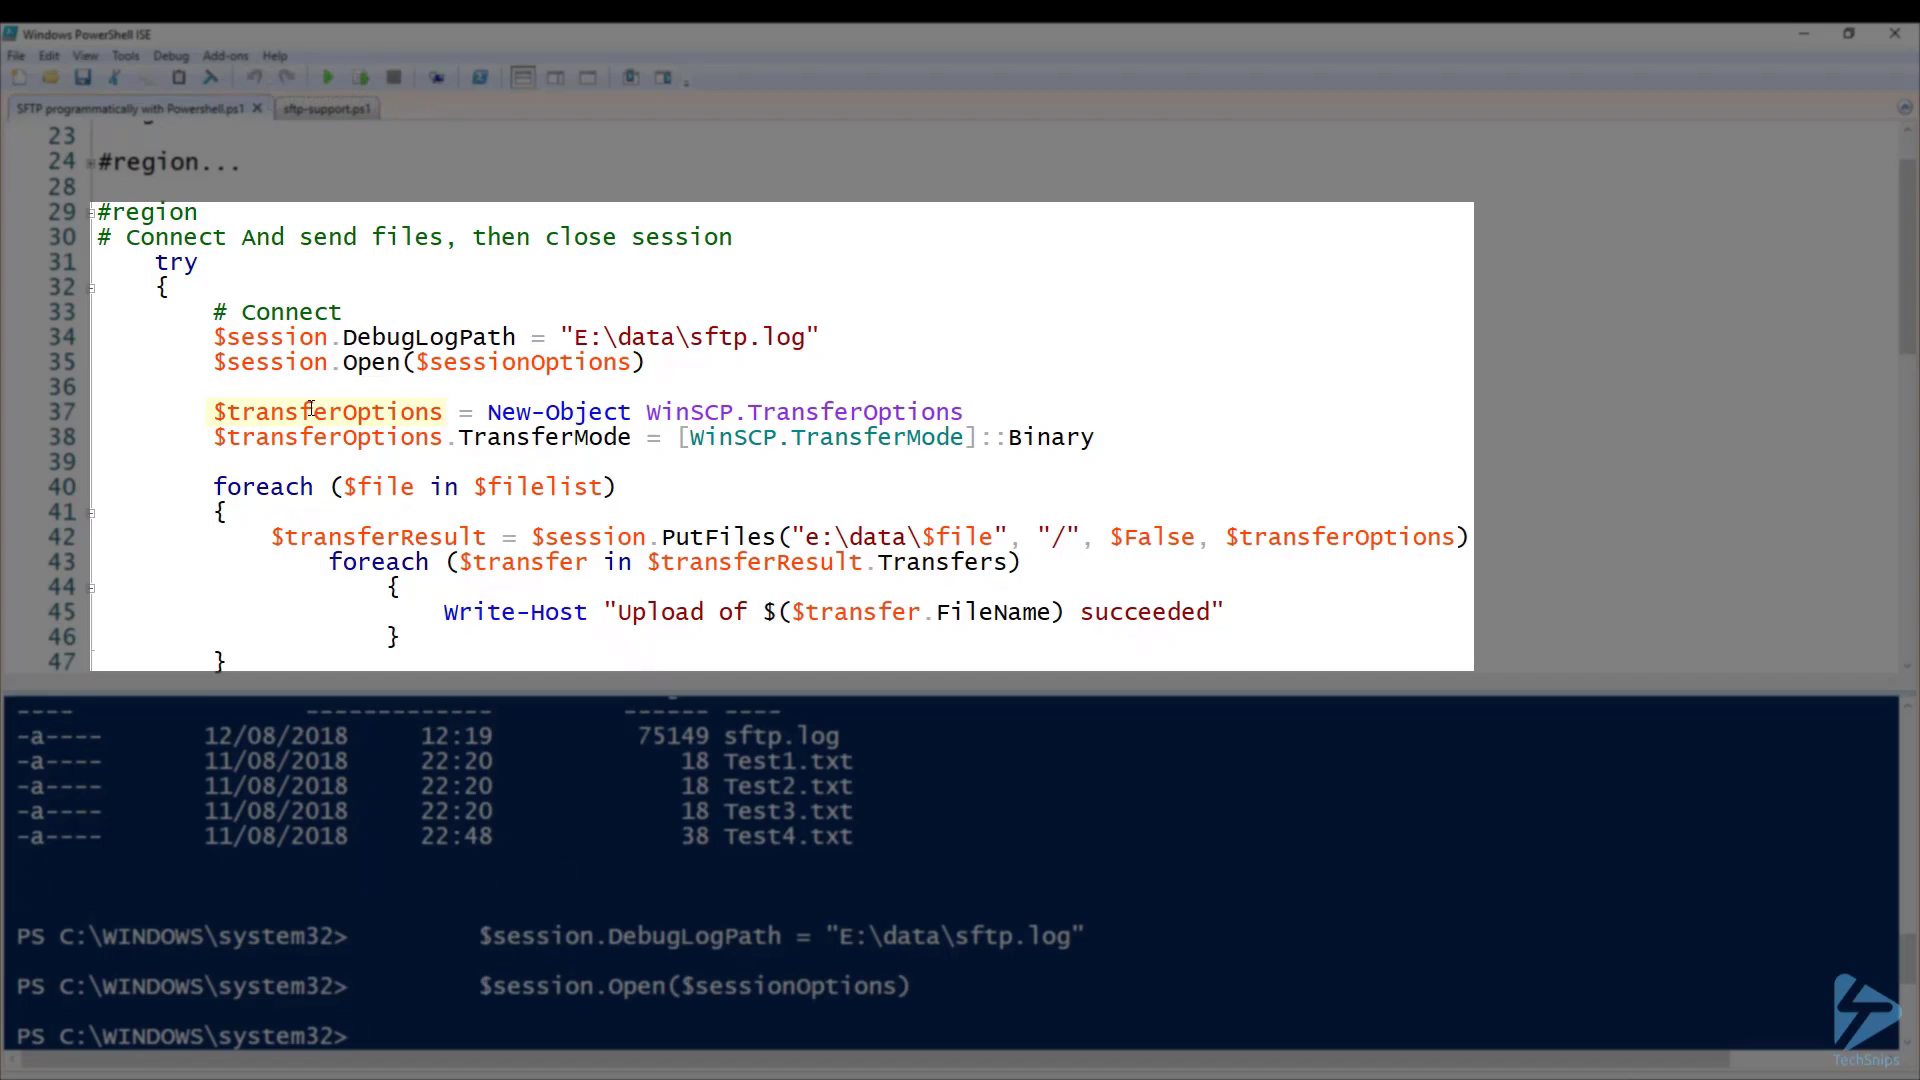 Windows PowerShell ISE
File Edit View Tools Debug Add-ons Help
SFTP programmatically with Powershell.ps1 sftp-support.ps1
23
24 #region...
28
29 #region
30 # Connect And send files, then close session
31 try
32 {
33 # Connect
34 $session.DebugLogPath = "E:\data\sftp.log"
35 $session.Open($sessionOptions)
36
37 $transferOptions = New-Object WinSCP.TransferOptions
38 $transferOptions.TransferMode = [WinSCP.TransferMode]::Binary
39
40 foreach ($file in $filelist)
41 {
42 $transferResult = $session.PutFiles("e:\data\$file", "/", $False, $transferOptions)
43 foreach ($transfer in $transferResult.Transfers)
44 {
45 Write-Host "Upload of $($transfer.FileName) succeeded"
46 }
47 }
---- ------------- ------ ----
-a---- 12/08/2018 12:19 75149 sftp.log
-a---- 11/08/2018 22:20 18 Test1.txt
-a---- 11/08/2018 22:20 18 Test2.txt
-a---- 11/08/2018 22:20 18 Test3.txt
-a---- 11/08/2018 22:48 38 Test4.txt
PS C:\WINDOWS\system32> $session.DebugLogPath = "E:\data\sftp.log"
PS C:\WINDOWS\system32> $session.Open($sessionOptions)
PS C:\WINDOWS\system32>
TechSnips